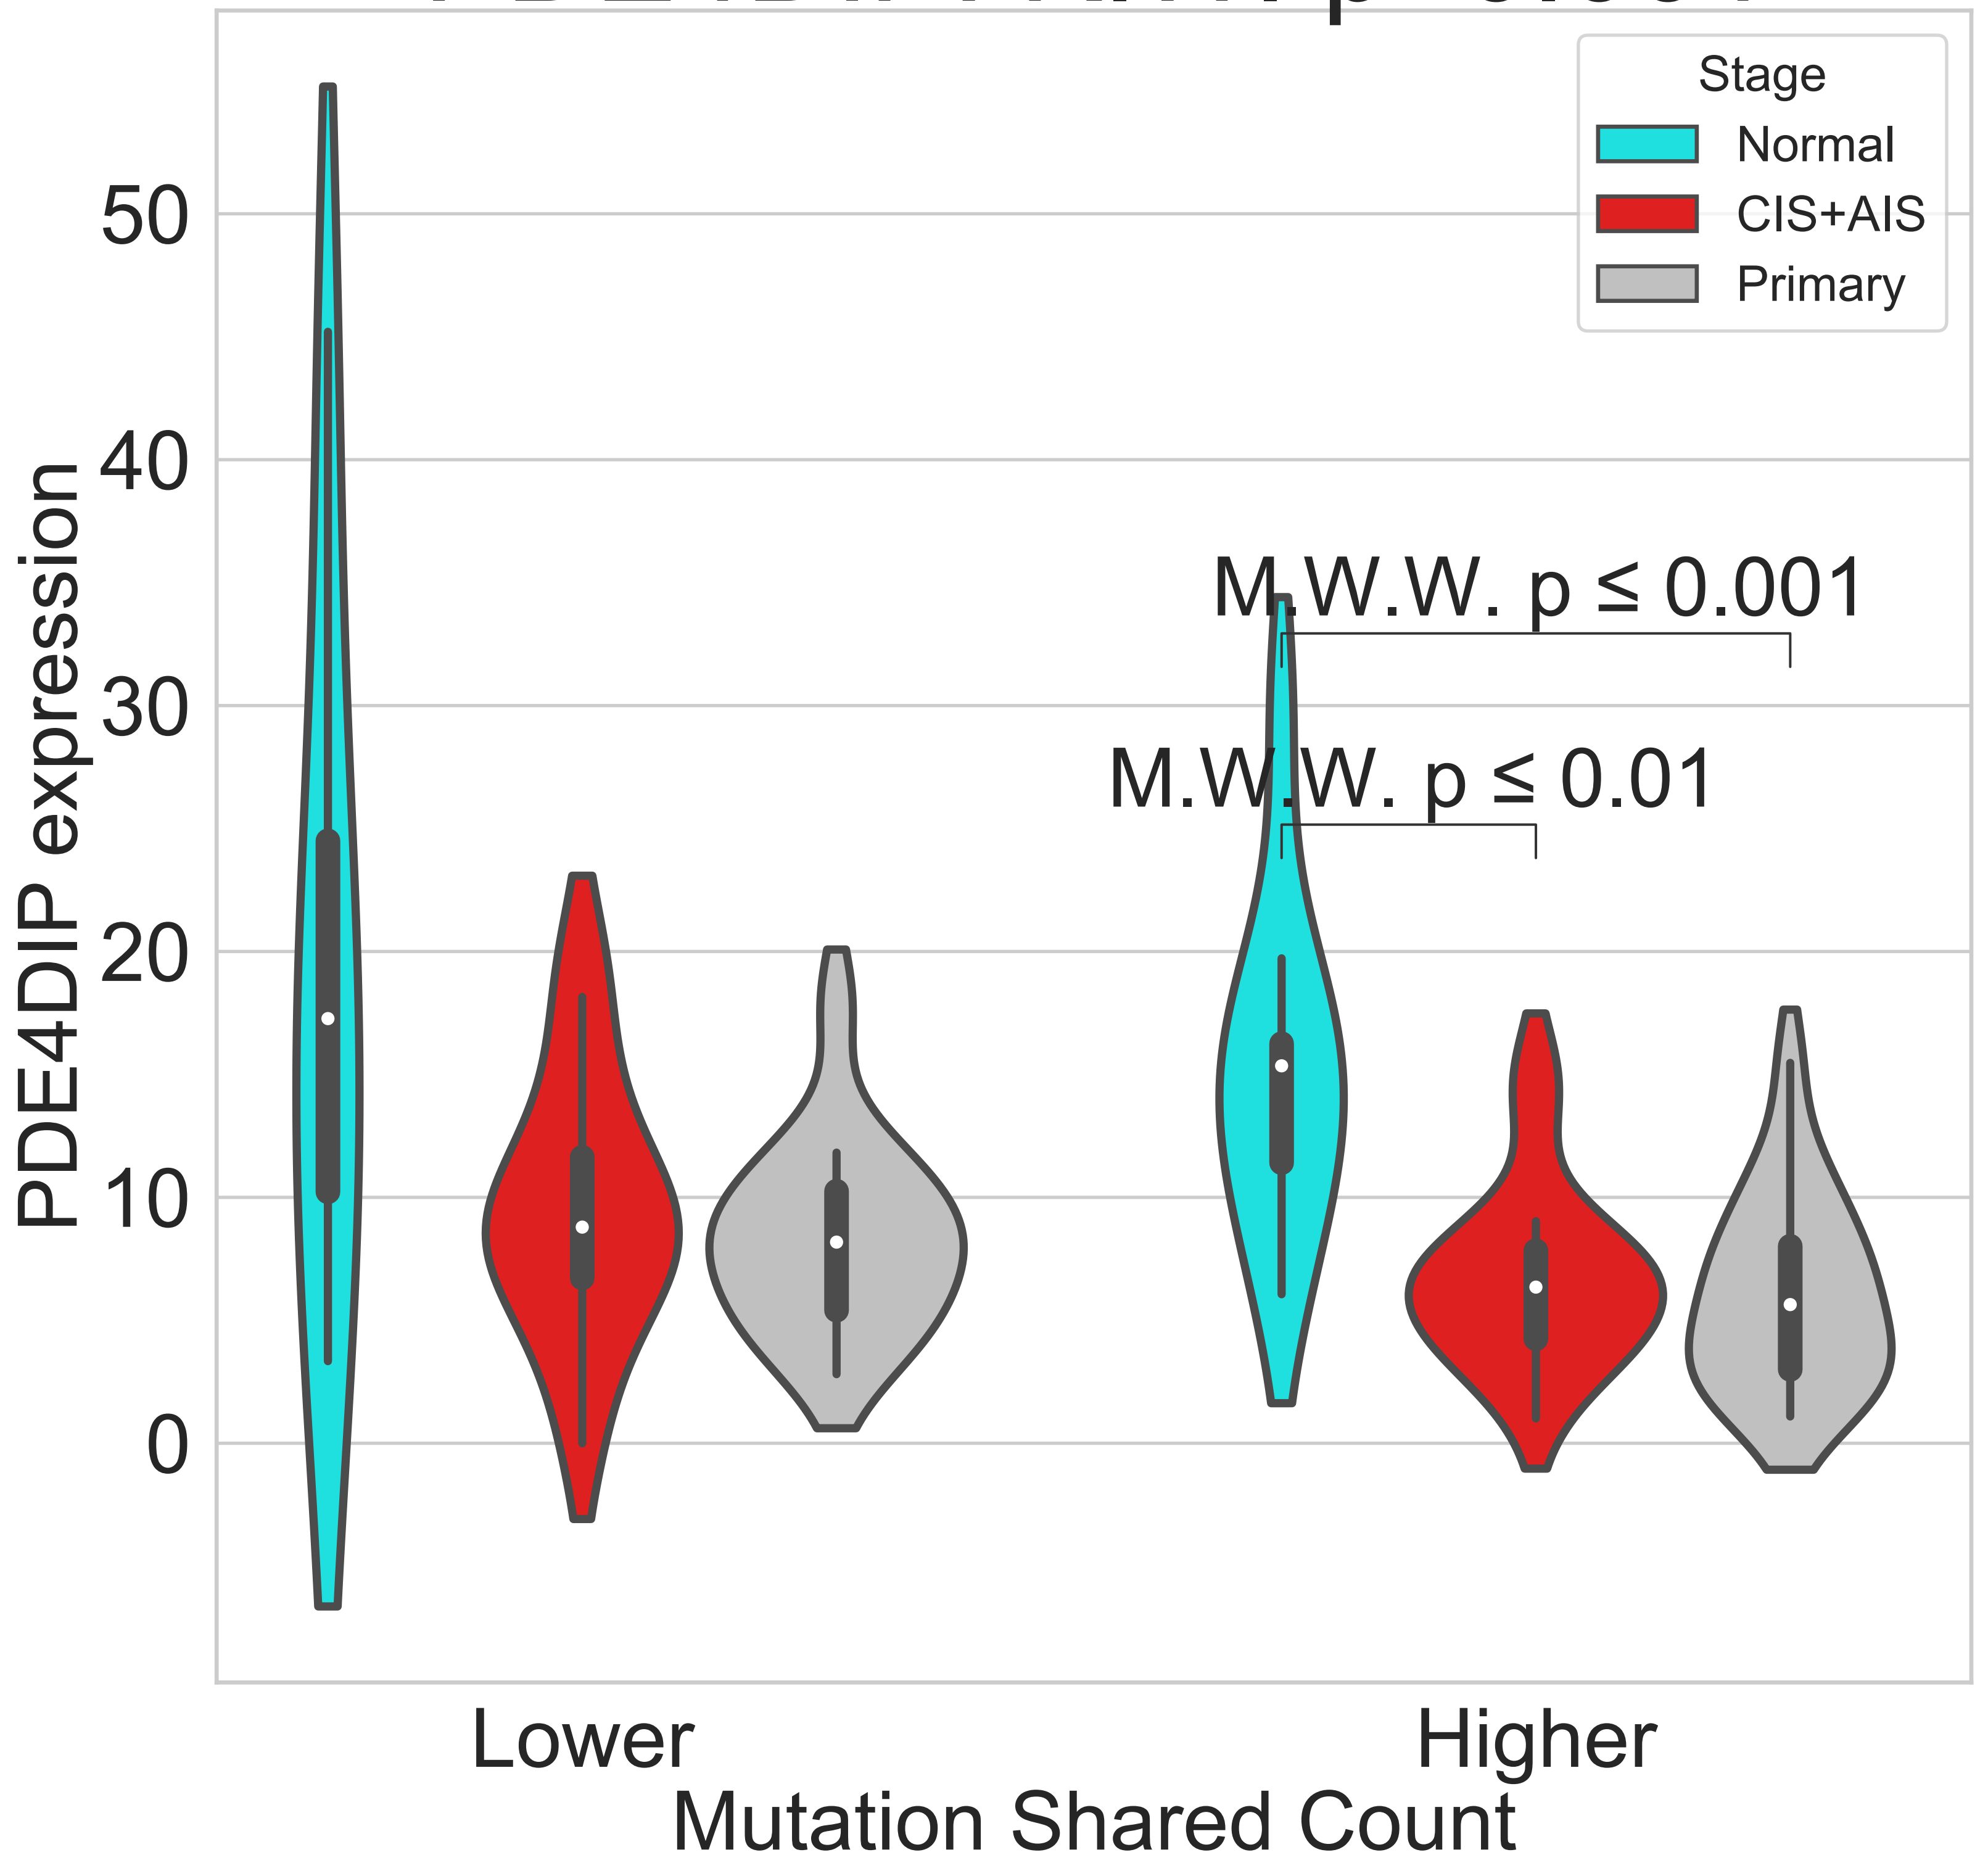 Stage
Normal
CIS+AIS
Primary
50
40
30
20
10
0
PDE4DIP expression
M.W.W. p ≤ 0.001
M.W.W. p ≤ 0.01
Lower
Higher
Mutation Shared Count